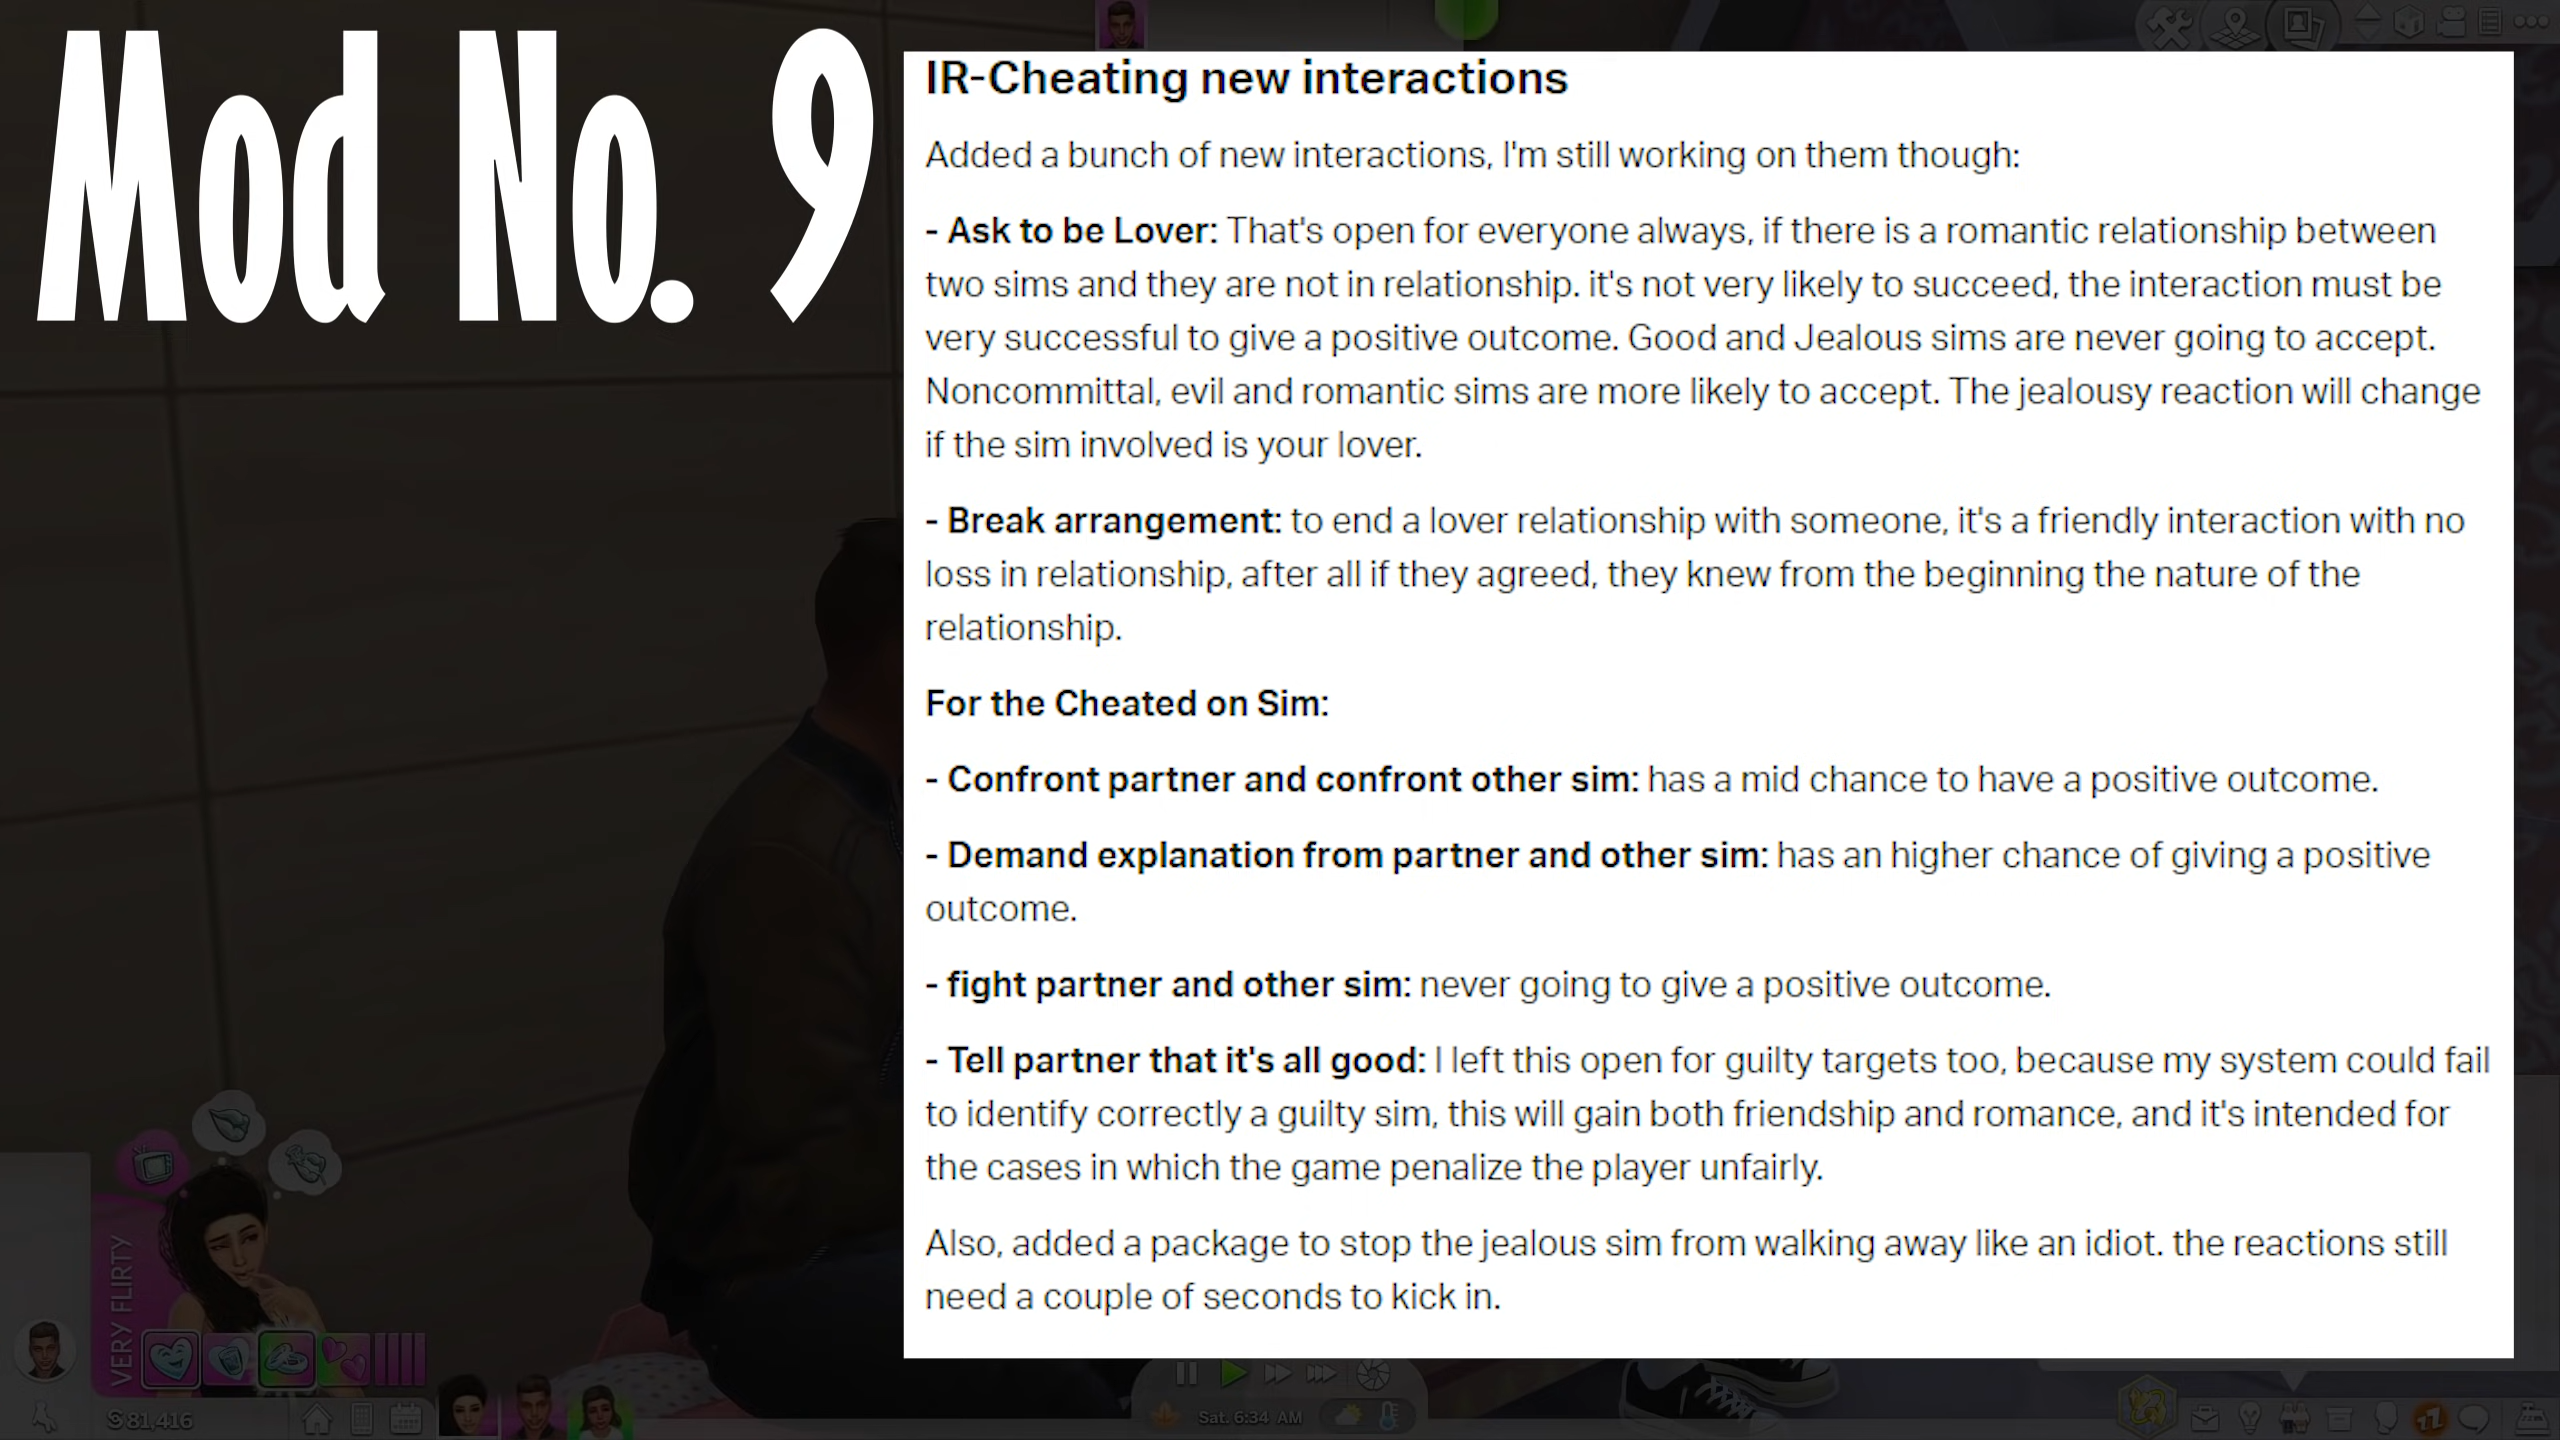 Mod No. 9
IR-Cheating new interactions
Added a bunch of new interactions, I'm still working on them though:
- Ask to be Lover: That's open for everyone always, if there is a romantic relationship between
two sims and they are not in relationship. it's not very likely to succeed, the interaction must be
very successful to give a positive outcome. Good and Jealous sims are never going to accept.
Noncommittal, evil and romantic sims are more likely to accept. The jealousy reaction will change
if the sim involved is your lover.
- Break arrangement: to end a lover relationship with someone, it's a friendly interaction with no
loss in relationship, after all if they agreed, they knew from the beginning the nature of the
relationship.
For the Cheated on Sim:
- Confront partner and confront other sim: has a mid chance to have a positive outcome.
- Demand explanation from partner and other sim: has an higher chance of giving a positive
outcome.
- fight partner and other sim: never going to give a positive outcome.
- Tell partner that it's all good: I left this open for guilty targets too, because my system could fail
to identify correctly a guilty sim, this will gain both friendship and romance, and it's intended for
the cases in which the game penalize the player unfairly.
Also, added a package to stop the jealous sim from walking away like an idiot. the reactions still
need a couple of seconds to kick in.
VERY FLIRTY
§81,416
Sat. 6:34 AM